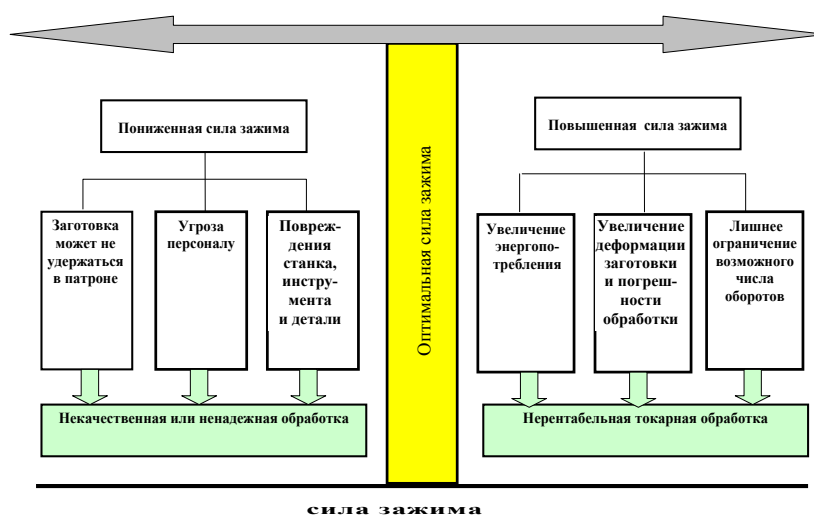 Пониженная сила зажима
Повышенная сила зажима
Оптимальная сила зажима
Заготовка
может не
удержаться
в патроне
Угроза
персоналу
Повреж-
дения
станка,
инстру-
мента
и детали
Увеличение
энергопо-
требления
Увеличение
деформации
заготовки
и погреш-
ности
обработки
Лишнее
ограничение
возможного
числа
оборотов
Некачественная или ненадежная обработка
Нерентабельная токарная обработка
сила зажима